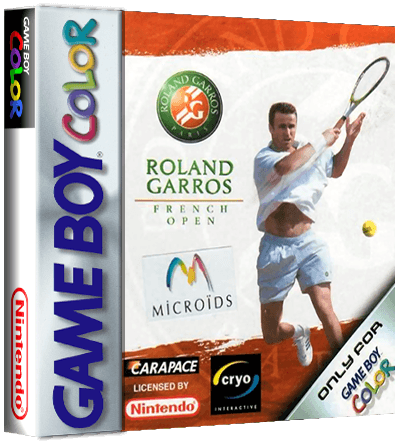 GAME BOY
COLOR
Nintendo
GAME BOY COLOR
ROLAND GARROS
PARIS
ROLAND
GARROS
FRENCH
OPEN
MICROÏDS
CARAPACE
LICENSED BY
Nintendo
cryo
INTERACTIVE
ONLY FOR
GAME BOY
COLOR